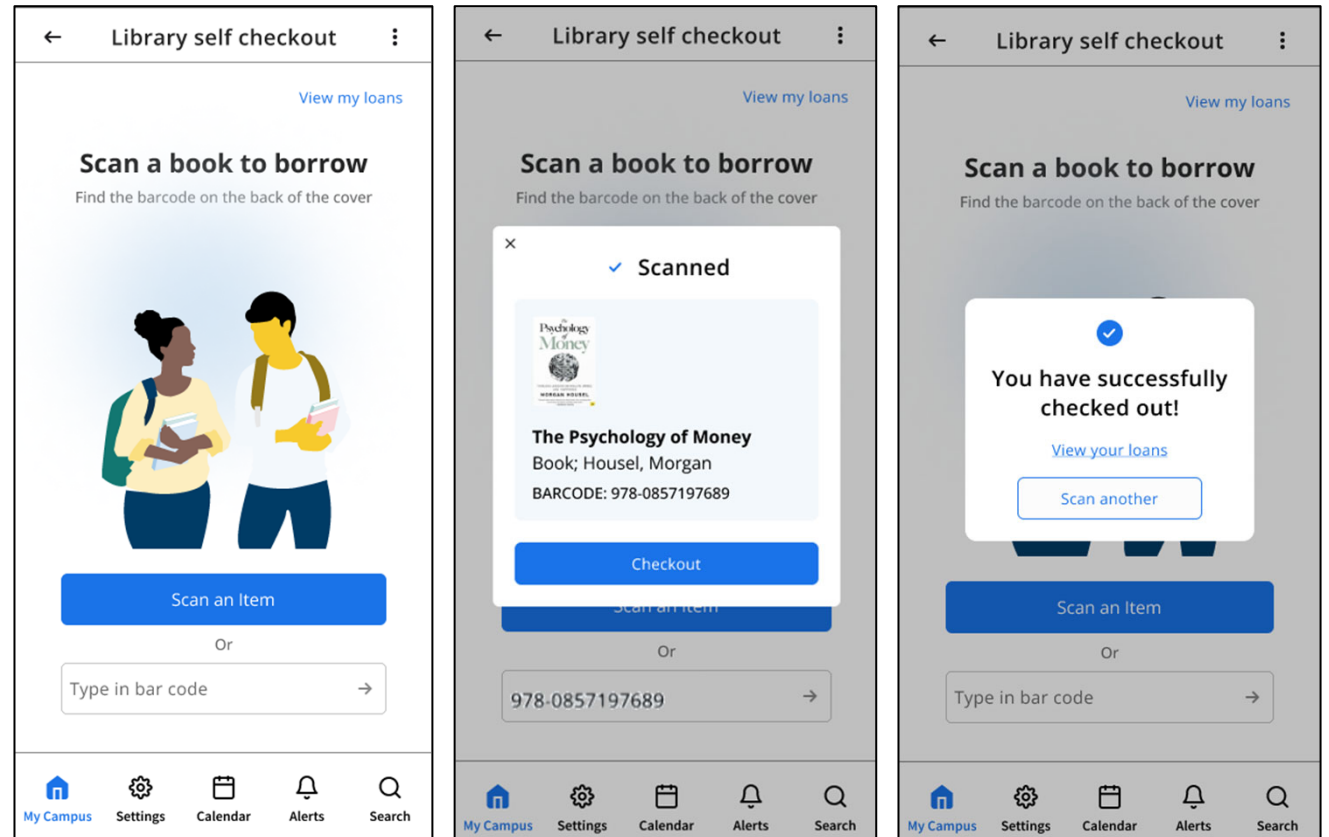 Library self checkout
View my loans
Scan a book to borrow
Find the barcode on the back of the cover
Scan an Item
Or
Type in bar code
My Campus
Settings
Calendar
Alerts
Search
Library self checkout
View my loans
Scan a book to borrow
Find the barcode on the back of the cover
Scanned
The
Psychology
of
Money
MORGAN HOUSEL
The Psychology of Money
Book; Housel, Morgan
BARCODE: 978-0857197689
Checkout
Scan an Item
Or
978-0857197689
My Campus
Settings
Calendar
Alerts
Search
Library self checkout
View my loans
Scan a book to borrow
Find the barcode on the back of the cover
You have successfully
checked out!
View your loans
Scan another
Scan an Item
Or
Type in bar code
My Campus
Settings
Calendar
Alerts
Search